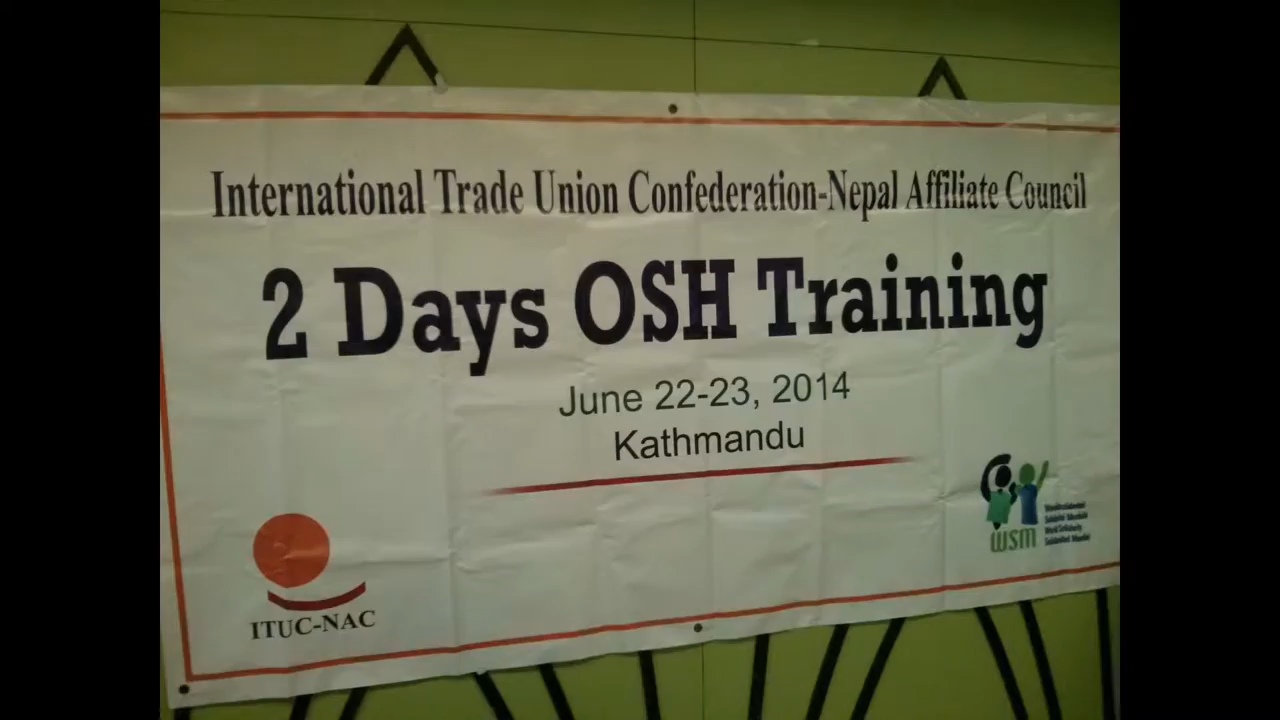 International Trade Union Confederation-Nepal Affiliate Council
2 Days OSH Training
June 22-23, 2014
Kathmandu
ITUC-NAC
wsm